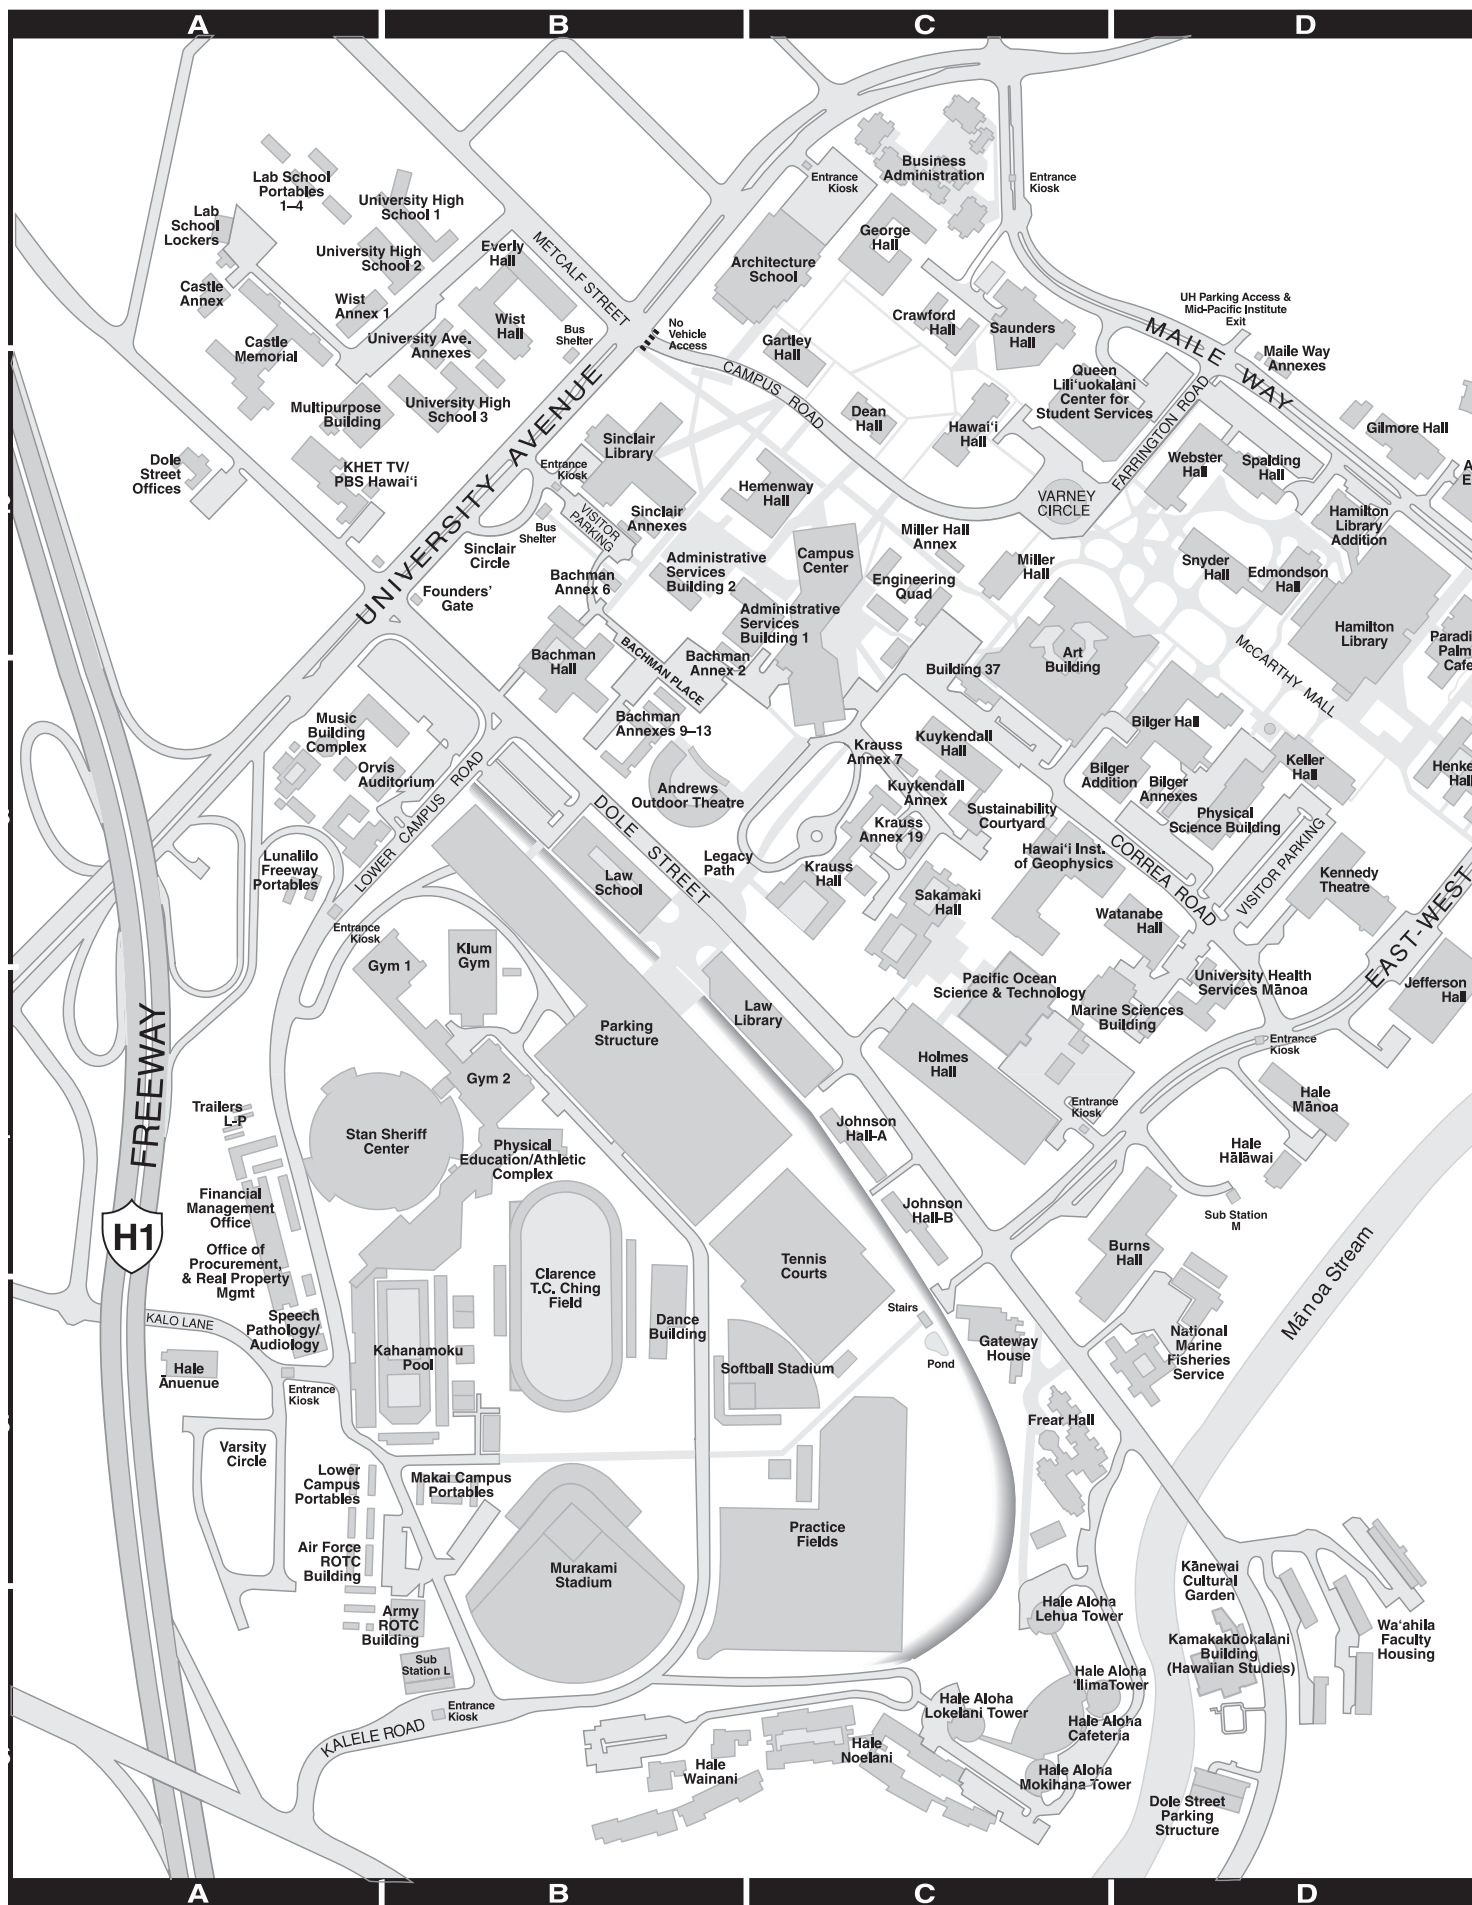 A
B
C
D
Lab School
Portables
1–4
University High
School 1
Lab
School
Lockers
University High
School 2
Everly
Hall
METCALF STREET
Castle
Annex
Wist
Annex 1
Wist
Hall
Bus
Shelter
Castle
Memorial
University Ave.
Annexes
Multipurpose
Building
University High
School 3
Dole
Street
Offices
KHET TV/
PBS Hawai‘i
UNIVERSITY AVENUE
Entrance
Kiosk
Business
Administration
Entrance
Kiosk
George
Hall
Architecture
School
No
Vehicle
Access
Gartley
Hall
Crawford
Hall
Saunders
Hall
UH Parking Access &
Mid-Pacific Institute
Exit
MAILE WAY
Maile Way
Annexes
CAMPUS ROAD
Queen
Lili‘uokalani
Center for
Student Services
FARRINGTON ROAD
Dean
Hall
Hawai‘i
Hall
Gilmore Hall
Webster
Hall
Spalding
Hall
VARNEY
CIRCLE
Sinclair
Library
Entrance
Kiosk
Hemenway
Hall
VISITOR
PARKING
Sinclair
Annexes
Bus
Shelter
Sinclair
Circle
Founders’
Gate
Bachman
Annex 6
Administrative
Services
Building 2
Campus
Center
Miller Hall
Annex
Engineering
Quad
Miller
Hall
Hamilton
Library
Addition
Snyder
Hall
Edmondson
Hall
Administrative
Services
Building 1
Hamilton
Library
Bachman
Hall
BACHMAN PLACE
Bachman
Annex 2
Building 37
Art
Building
McCARTHY MALL
Paradi
Palm
Cafe
Music
Building
Complex
Bachman
Annexes 9–13
Bilger Hall
Kuykendall
Hall
Krauss
Annex 7
Orvis
Auditorium
LOWER CAMPUS ROAD
Andrews
Outdoor Theatre
Kuykendall
Annex
Bilger
Addition
Bilger
Annexes
Keller
Hall
Henke
Hall
Sustainability
Courtyard
Physical
Science Building
Krauss
Annex 19
DOLE STREET
Hawai‘i Inst.
of Geophysics
CORREA ROAD
VISITOR PARKING
Lunalilo
Freeway
Portables
Legacy
Path
Krauss
Hall
Law
School
Sakamaki
Hall
Kennedy
Theatre
Watanabe
Hall
EAST-WEST
Entrance
Kiosk
Gym 1
Klum
Gym
University Health
Services Mānoa
Pacific Ocean
Science & Technology
Jefferson
Hall
Marine Sciences
Building
Law
Library
Parking
Structure
FREEWAY
H1
Holmes
Hall
Entrance
Kiosk
Gym 2
Hale
Mānoa
Trailers
L-P
Entrance
Kiosk
Stan Sheriff
Center
Johnson
Hall-A
Physical
Education/Athletic
Complex
Hale
Hālāwai
Financial
Management
Office
Johnson
Hall-B
Sub Station
M
Office of
Procurement,
& Real Property
Mgmt
Burns
Hall
Tennis
Courts
Clarence
T.C. Ching
Field
Mānoa Stream
KALO LANE
Speech
Pathology/
Audiology
Dance
Building
Stairs
Kahanamoku
Pool
Gateway
House
National
Marine
Fisheries
Service
Hale
Ānuenue
Softball Stadium
Pond
Entrance
Kiosk
Frear Hall
Varsity
Circle
Lower
Campus
Portables
Makai Campus
Portables
Practice
Fields
Air Force
ROTC
Building
Murakami
Stadium
Kānewai
Cultural
Garden
Army
ROTC
Building
Hale Aloha
Lehua Tower
Wa‘ahila
Faculty
Housing
Kamakakūokalani
Building
(Hawaiian Studies)
Sub
Station L
Hale Aloha
‘IlimaTower
Entrance
Kiosk
Hale Aloha
Lokelani Tower
KALELE ROAD
Hale Aloha
Cafeteria
Hale
Noelani
Hale
Wainani
Hale Aloha
Mokihana Tower
Dole Street
Parking
Structure
A
B
C
D